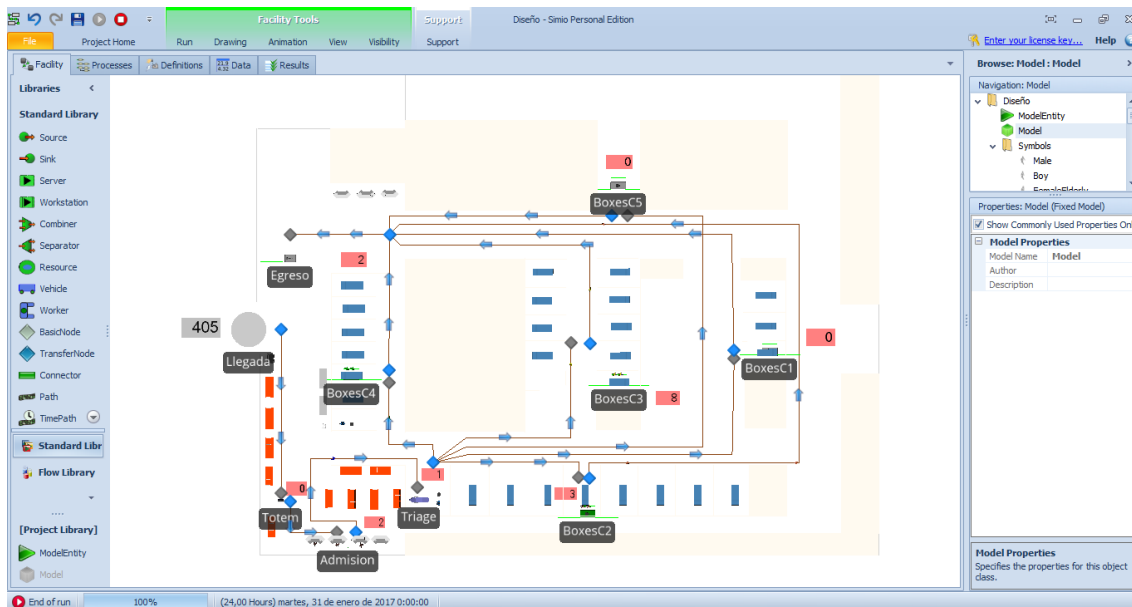 Facility Tools
Support
Diseño - Simio Personal Edition
File
Project Home
Run
Drawing
Animation
View
Visibility
Support
Enter your license key...
Help
Facility
Processes
Definitions
Data
Results
Browse: Model : Model
Libraries
Standard Library
Source
Sink
Server
Workstation
Combiner
Separator
Resource
Vehicle
Worker
BasicNode
TransferNode
Connector
Path
TimePath
Standard Libr
Flow Library
[Project Library]
ModelEntity
Model
0
BoxesC5
Egreso
2
405
Llegada
BoxesC4
BoxesC3
8
BoxesC1
0
1
0
3
Totem
Triage
2
BoxesC2
Admision
Navigation: Model
Diseño
ModelEntity
Model
Symbols
Male
Boy
FemaleElderly
Properties: Model (Fixed Model)
Show Commonly Used Properties Onl
Model Properties
Model Name Model
Author
Description
Model Properties
Specifies the properties for this object
class.
End of run
100%
(24,00 Hours) martes, 31 de enero de 2017 0:00:00